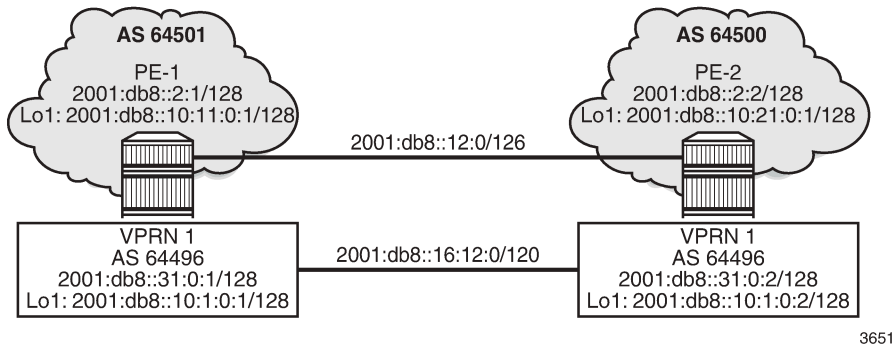 AS 64501
PE-1
2001:db8::2:1/128
Lo1: 2001:db8::10:11:0:1/128
AS 64500
PE-2
2001:db8::2:2/128
Lo1: 2001:db8::10:21:0:1/128
2001:db8::12:0/126
VPRN 1
AS 64496
2001:db8::31:0:1/128
Lo1: 2001:db8::10:1:0:1/128
2001:db8::16:12:0/120
VPRN 1
AS 64496
2001:db8::31:0:2/128
Lo1: 2001:db8::10:1:0:2/128
3651